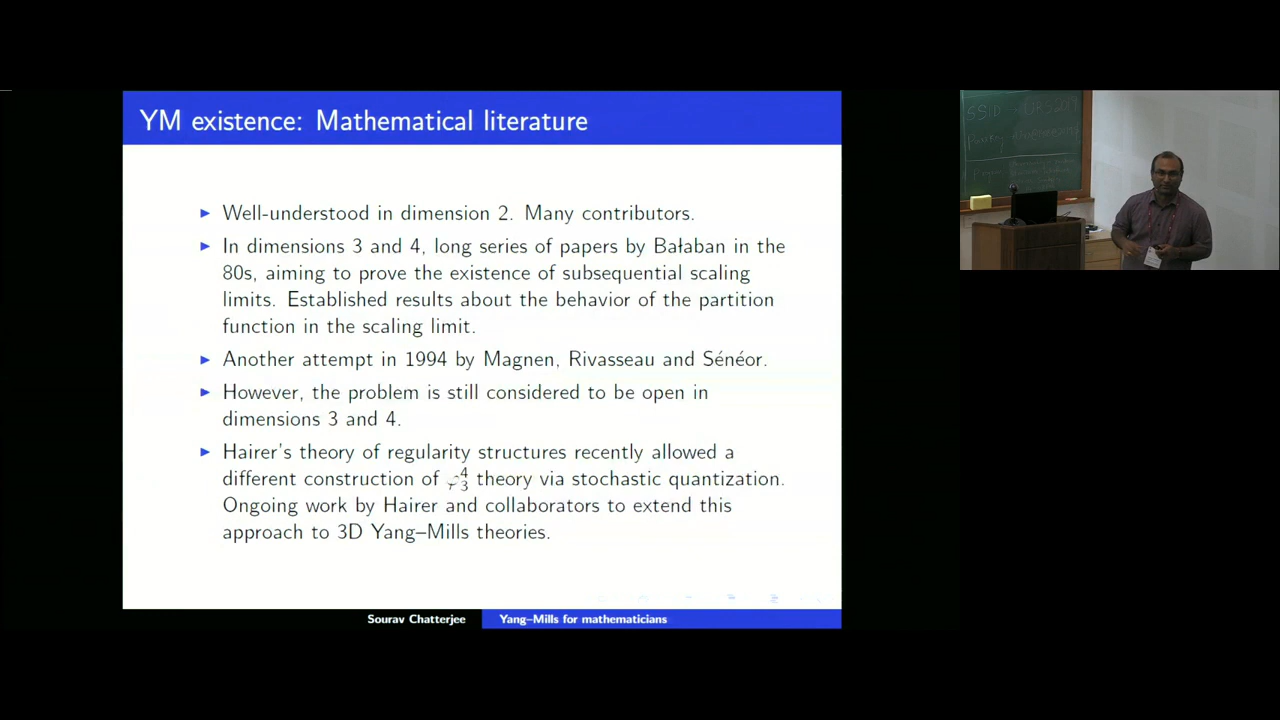 YM existence: Mathematical literature
Well-understood in dimension 2. Many contributors.
In dimensions 3 and 4, long series of papers by Bałaban in the
80s, aiming to prove the existence of subsequential scaling
limits. Established results about the behavior of the partition
function in the scaling limit.
Another attempt in 1994 by Magnen, Rivasseau and Sénéor.
However, the problem is still considered to be open in
dimensions 3 and 4.
Hairer's theory of regularity structures recently allowed a
different construction of φ⁴₃ theory via stochastic quantization.
Ongoing work by Hairer and collaborators to extend this
approach to 3D Yang–Mills theories.
Sourav Chatterjee Yang–Mills for mathematicians
SSID